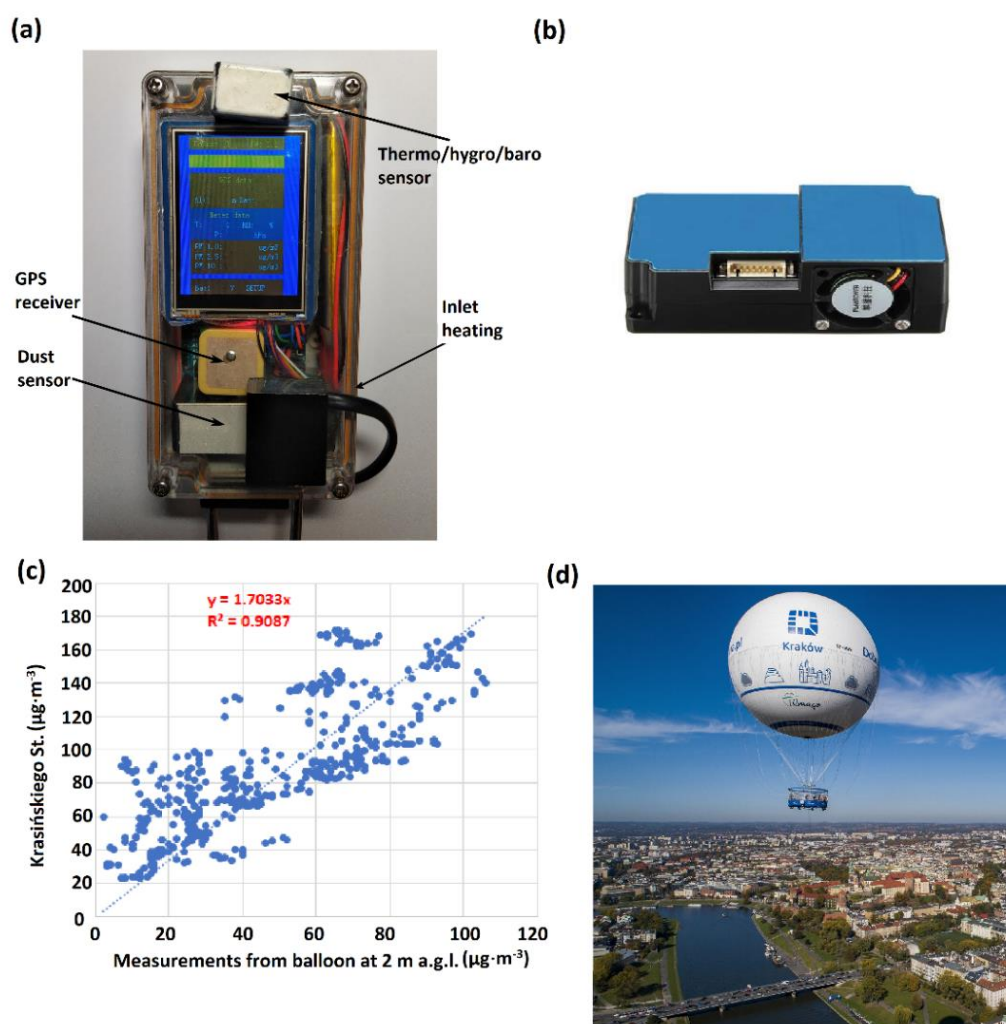 (a)
(b)
Thermo/hygro/baro
sensor
GPS
receiver
Inlet
heating
Dust
sensor
SETUP
(c)
(d)
y = 1.7033x
R² = 0.9087
Krasińskiego St. (µg·m⁻³)
200
180
160
140
120
100
80
60
40
20
0
0
20
40
60
80
100
120
Measurements from balloon at 2 m a.g.l. (µg·m⁻³)
Kraków